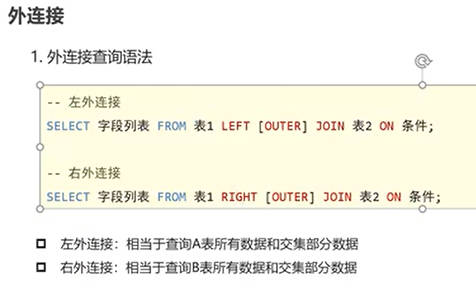 外连接
1. 外连接查询语法
-- 左外连接
SELECT 字段列表 FROM 表1 LEFT [OUTER] JOIN 表2 ON 条件;
-- 右外连接
SELECT 字段列表 FROM 表1 RIGHT [OUTER] JOIN 表2 ON 条件;
左外连接：相当于查询A表所有数据和交集部分数据
右外连接：相当于查询B表所有数据和交集部分数据